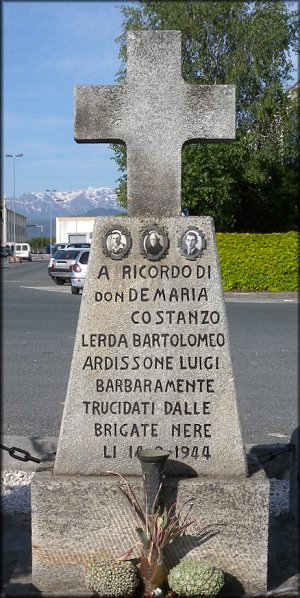 A RICORDO DI
DON DEMARIA
COSTANZO
LERDA BARTOLOMEO
ARDISSONE LUIGI
BARBARAMENTE
TRUCIDATI DALLE
BRIGATE NERE
LI 1944